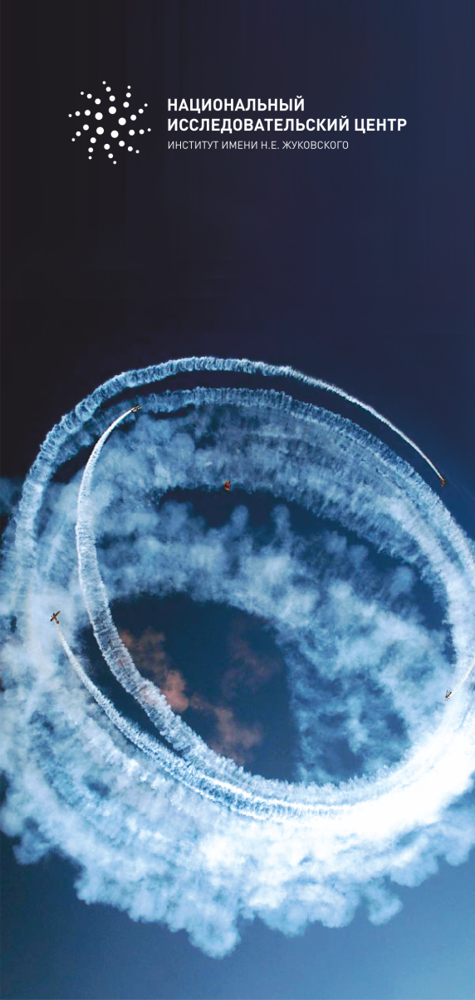 НАЦИОНАЛЬНЫЙ
ИССЛЕДОВАТЕЛЬСКИЙ ЦЕНТР
ИНСТИТУТ ИМЕНИ Н.Е. ЖУКОВСКОГО